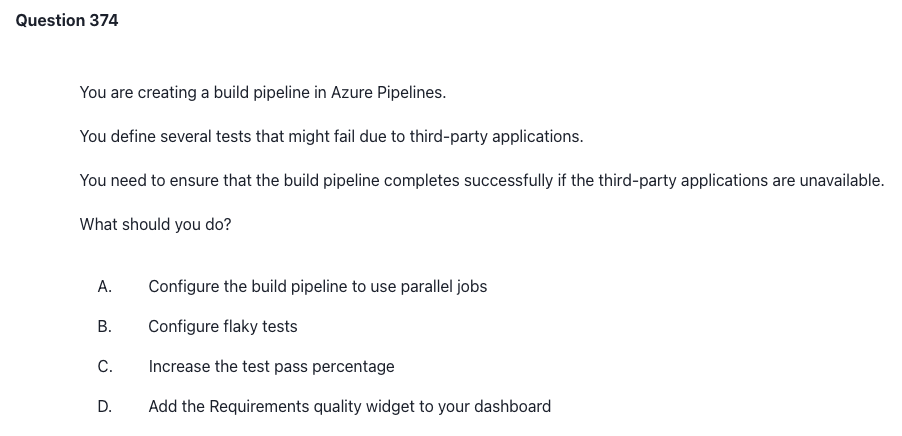 Question 374
You are creating a build pipeline in Azure Pipelines.
You define several tests that might fail due to third-party applications.
You need to ensure that the build pipeline completes successfully if the third-party applications are unavailable.
What should you do?
A. Configure the build pipeline to use parallel jobs
B. Configure flaky tests
C. Increase the test pass percentage
D. Add the Requirements quality widget to your dashboard